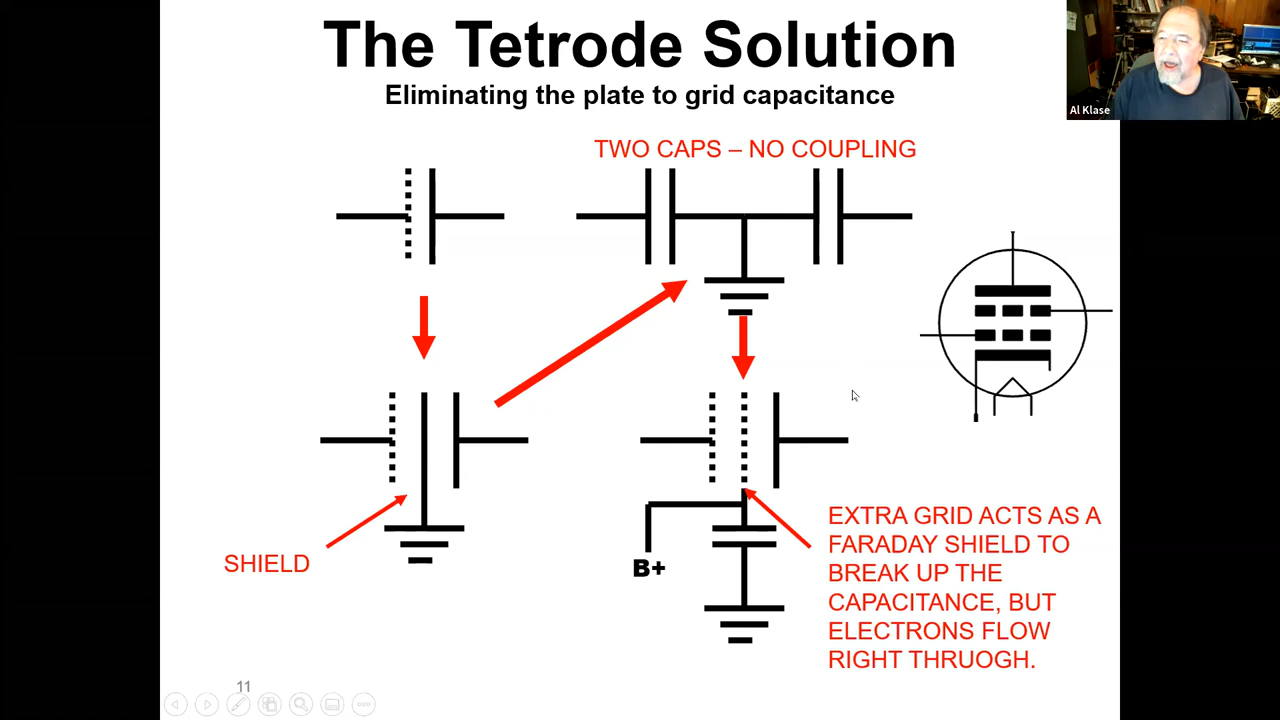 The Tetrode Solution
Eliminating the plate to grid capacitance
Al Klase
TWO CAPS – NO COUPLING
SHIELD
B+
EXTRA GRID ACTS AS A
FARADAY SHIELD TO
BREAK UP THE
CAPACITANCE, BUT
ELECTRONS FLOW
RIGHT THRUOGH.
11